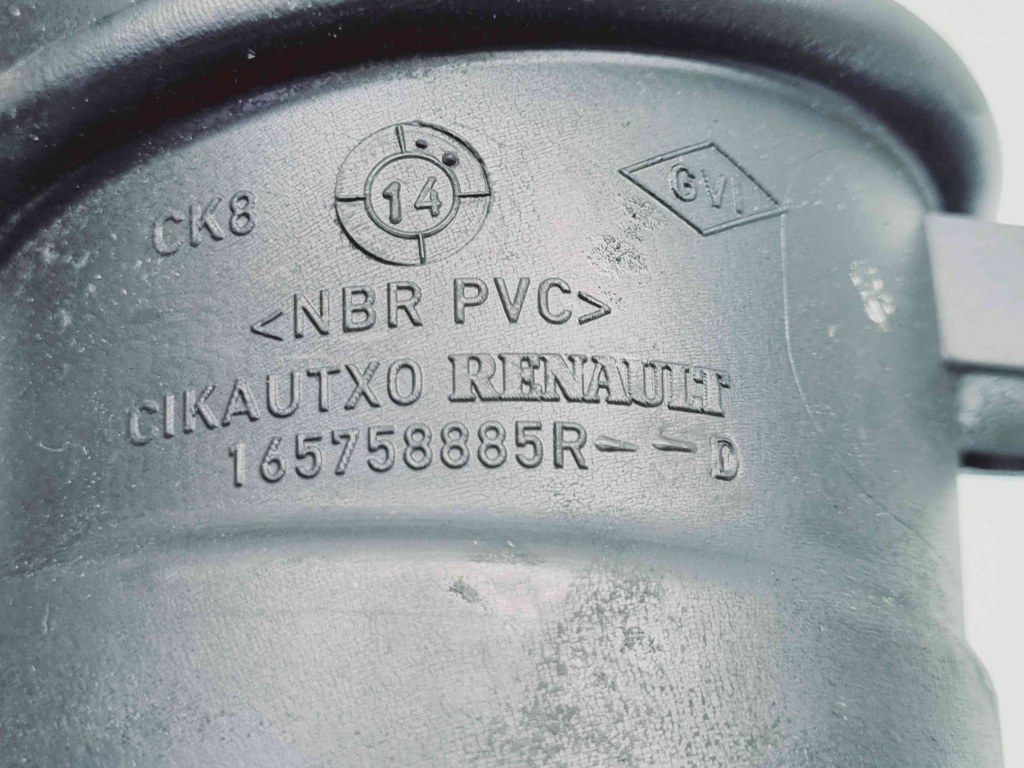 CK8 14 GVI
<NBR PVC>
CIKAUTXO RENAULT
165758885R-- --D